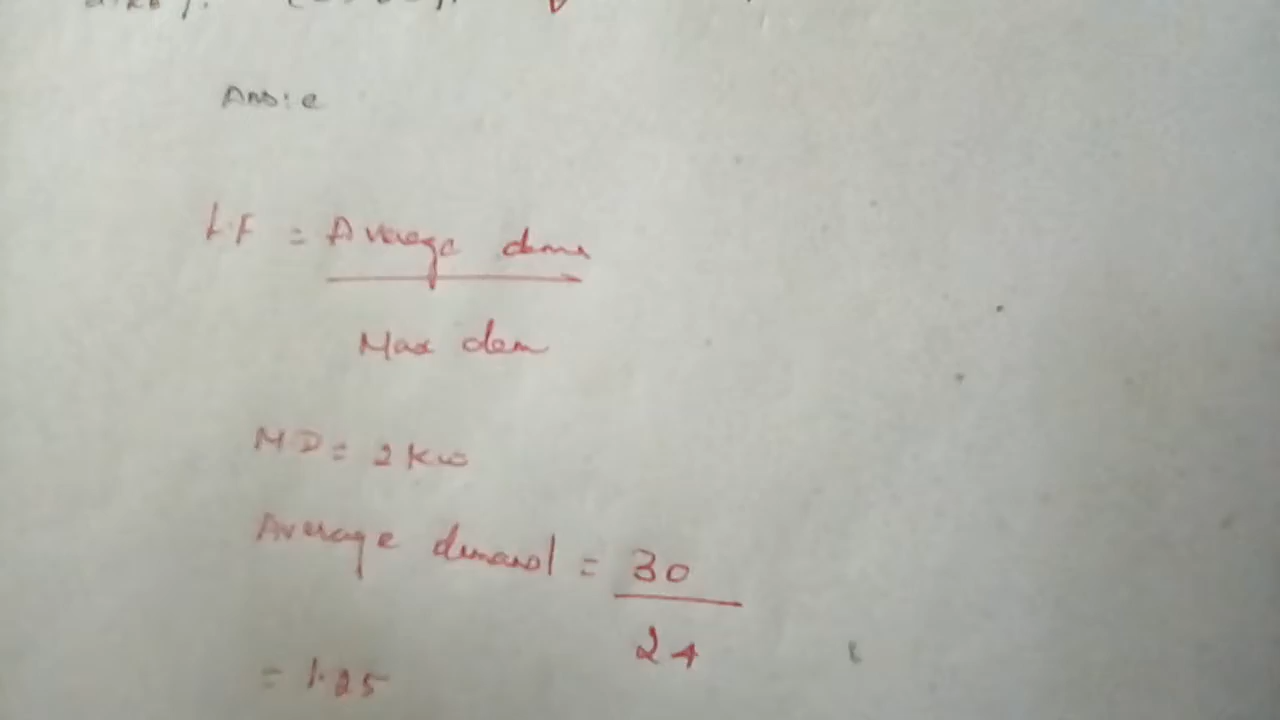 Ans: e
L.F = Average dem
Max dem
MD = 2 Kw
Average demand = 30
24
= 1.25